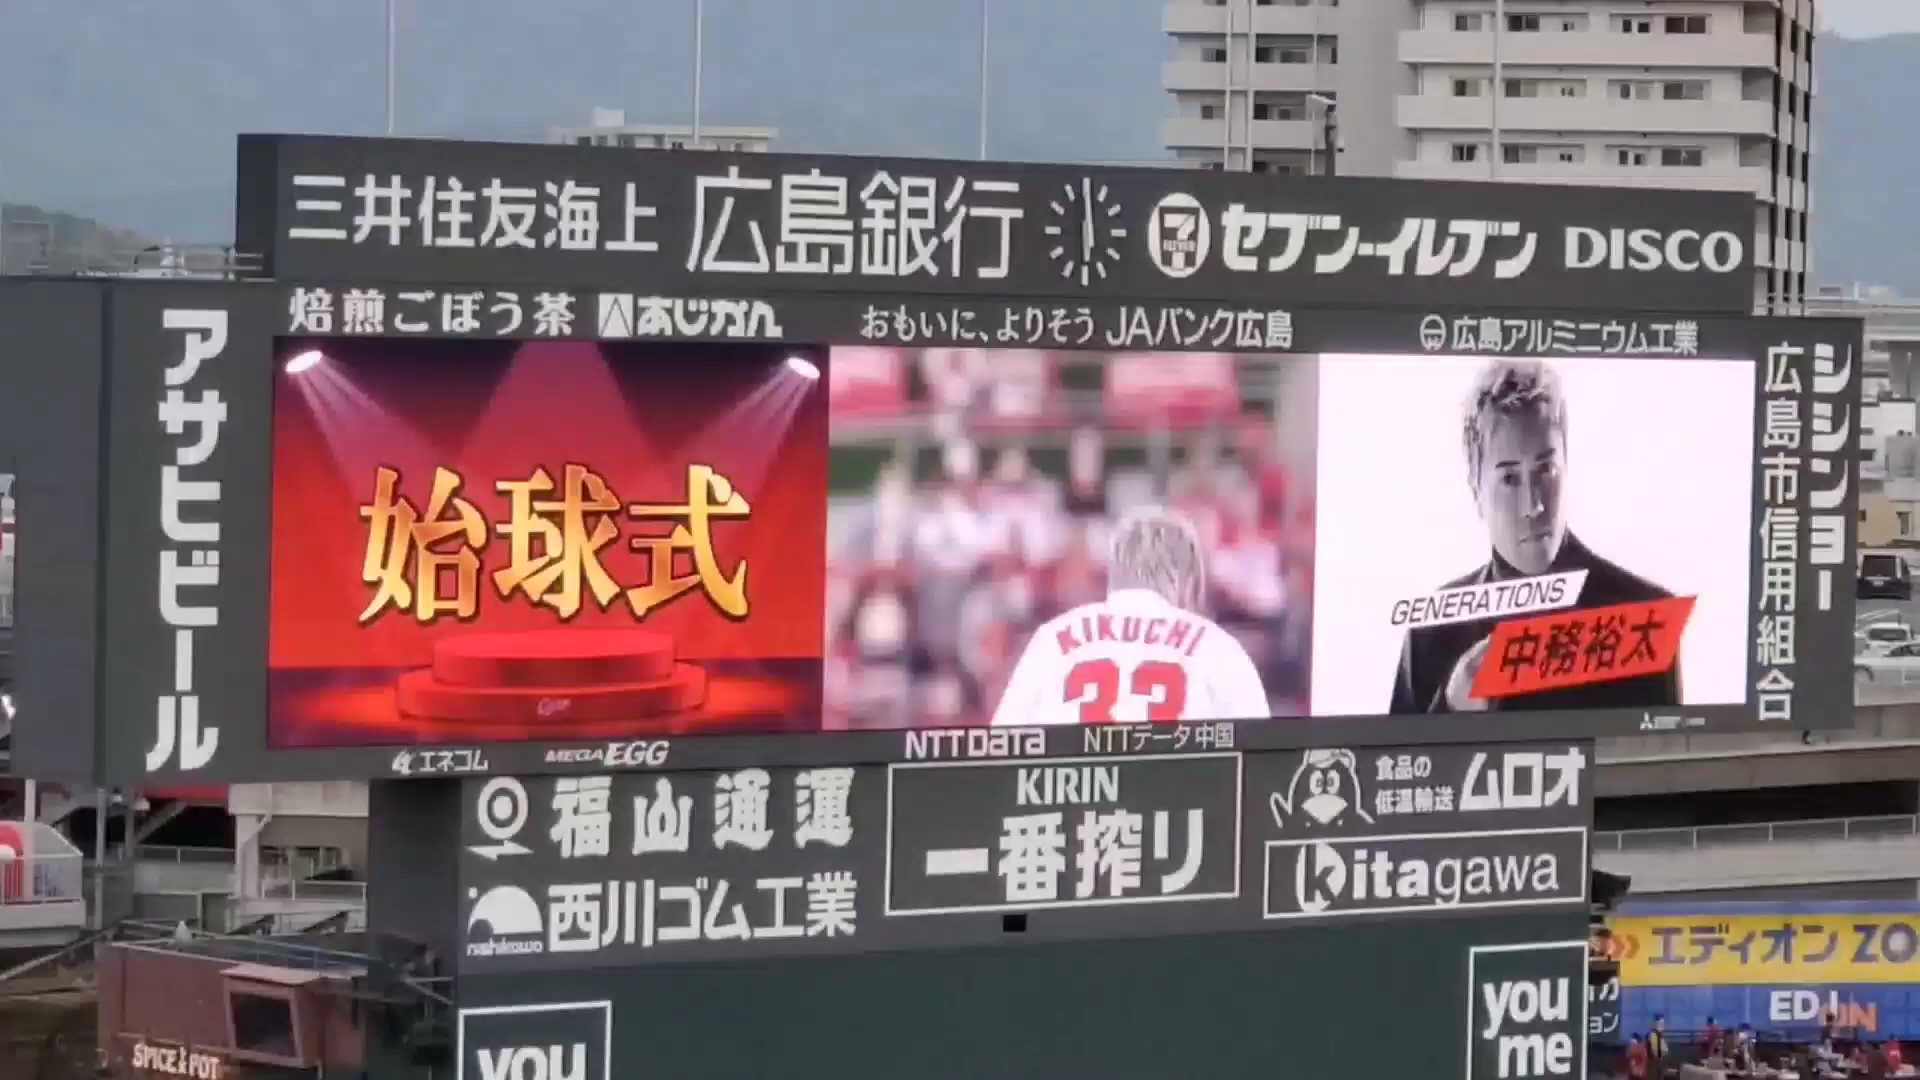 三井住友海上 広島銀行 7 ELEVEN セブン-イレブン DISCO
焙煎ごぼう茶 あじかん おもいに、よりそう JAバンク広島 広島アルミニウム工業
アサヒビール
始球式
KIKUCHI
33
GENERATIONS
中務裕太
シシンヨー
広島市信用組合
エネコム MEGA EGG NTT DATA NTTデータ中国
福山通運
nishikawa 西川ゴム工業
KIRIN
一番搾り
食品の
低温輸送 ムロオ
kitagawa
エディオン ZO
EDION
SPICE & POT
you
you
me